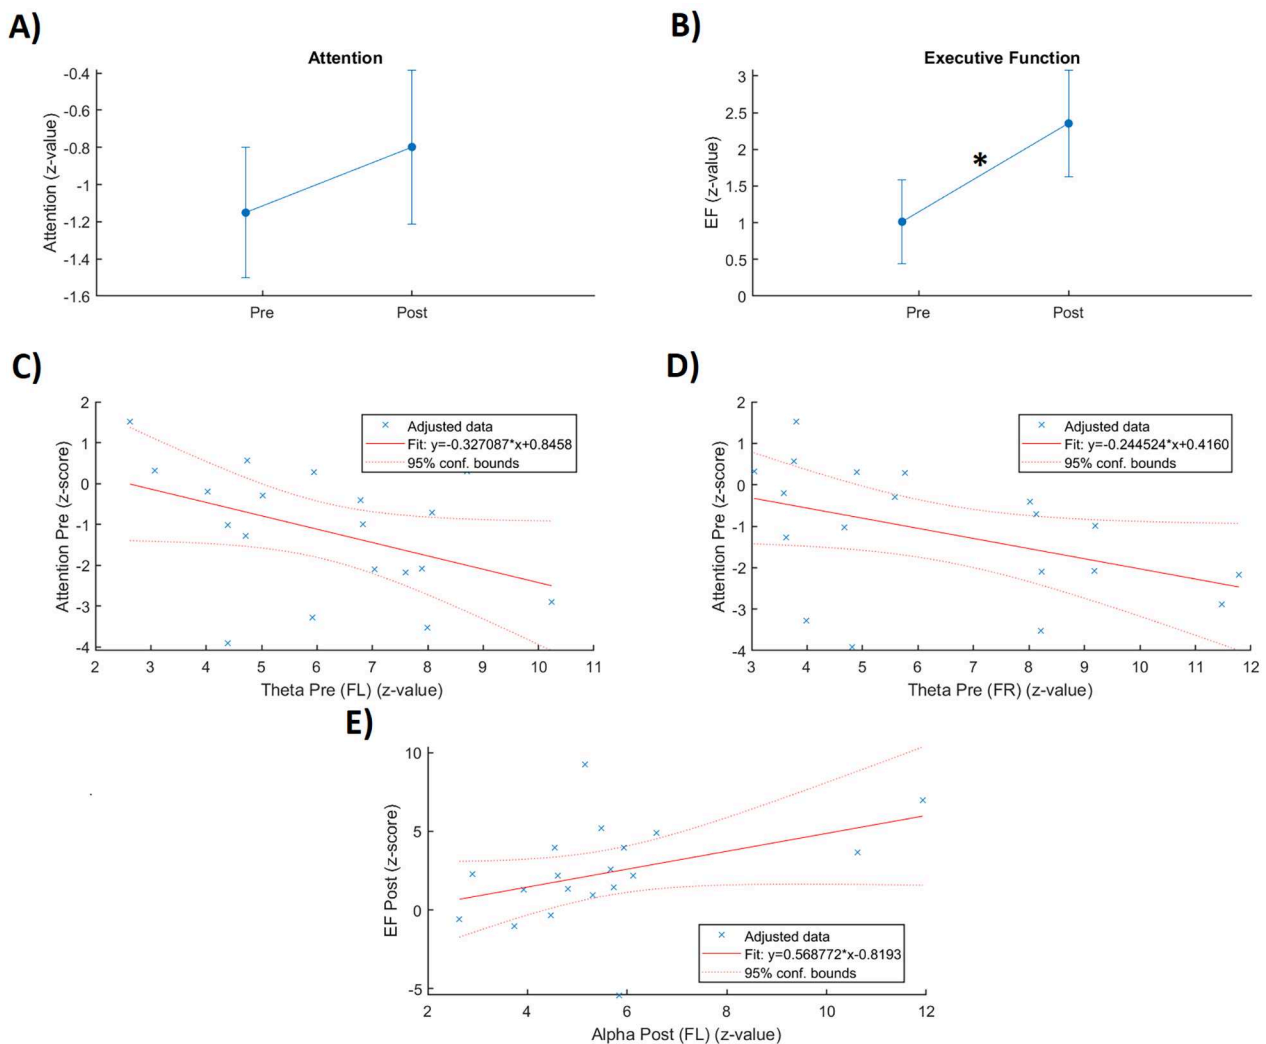 A)
Attention
Attention (z-value)
-0.4
-0.6
-0.8
-1
-1.2
-1.4
-1.6
Pre
Post
B)
Executive Function
EF (z-value)
3
2.5
2
1.5
1
0.5
0
*
Pre
Post
C)
Attention Pre (z-score)
2
1
0
-1
-2
-3
-4
Adjusted data
Fit: y=-0.327087*x+0.8458
95% conf. bounds
2 3 4 5 6 7 8 9 10 11
Theta Pre (FL) (z-value)
D)
Attention Pre (z-score)
2
1
0
-1
-2
-3
-4
Adjusted data
Fit: y=-0.244524*x+0.4160
95% conf. bounds
3 4 5 6 7 8 9 10 11 12
Theta Pre (FR) (z-value)
E)
EF Post (z-score)
10
5
0
-5
Adjusted data
Fit: y=0.568772*x-0.8193
95% conf. bounds
2 4 6 8 10 12
Alpha Post (FL) (z-value)